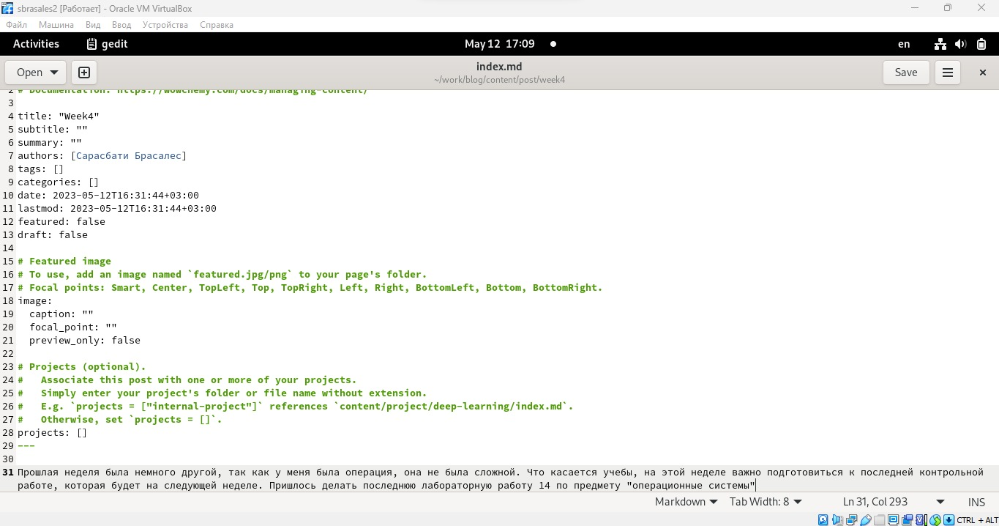 sbrasales2 [Работает] - Oracle VM VirtualBox
Файл Машина Вид Ввод Устройства Справка
Activities gedit May 12 17:09 en
Open index.md Save
~/work/blog/content/post/week4
2 # Documentation: https://wowchemy.com/docs/managing-content/
3
4 title: "Week4"
5 subtitle: ""
6 summary: ""
7 authors: [Сарасбати Брасалес]
8 tags: []
9 categories: []
10 date: 2023-05-12T16:31:44+03:00
11 lastmod: 2023-05-12T16:31:44+03:00
12 featured: false
13 draft: false
14
15 # Featured image
16 # To use, add an image named `featured.jpg/png` to your page's folder.
17 # Focal points: Smart, Center, TopLeft, Top, TopRight, Left, Right, BottomLeft, Bottom, BottomRight.
18 image:
19 caption: ""
20 focal_point: ""
21 preview_only: false
22
23 # Projects (optional).
24 # Associate this post with one or more of your projects.
25 # Simply enter your project's folder or file name without extension.
26 # E.g. `projects = ["internal-project"]` references `content/project/deep-learning/index.md`.
27 # Otherwise, set `projects = []`.
28 projects: []
29 ---
30
31 Прошлая неделя была немного другой, так как у меня была операция, она не была сложной. Что касается учебы, на этой неделе важно подготовиться к последней контрольной
работе, которая будет на следующей неделе. Пришлось делать последнюю лабораторную работу 14 по предмету "операционные системы"
Markdown Tab Width: 8 Ln 31, Col 293 INS
CTRL + ALT